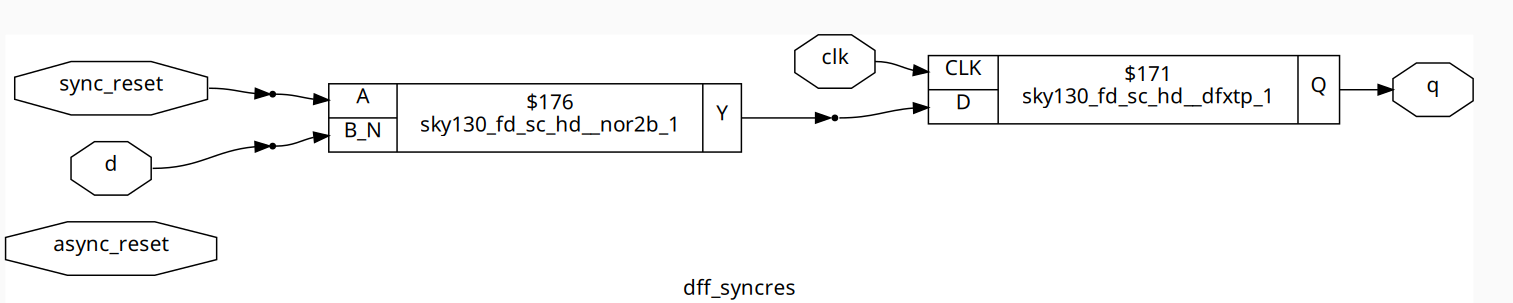 sync_reset
d
async_reset
A
B_N
$176
sky130_fd_sc_hd__nor2b_1
Y
clk
CLK
D
$171
sky130_fd_sc_hd__dfxtp_1
Q
q
dff_syncres